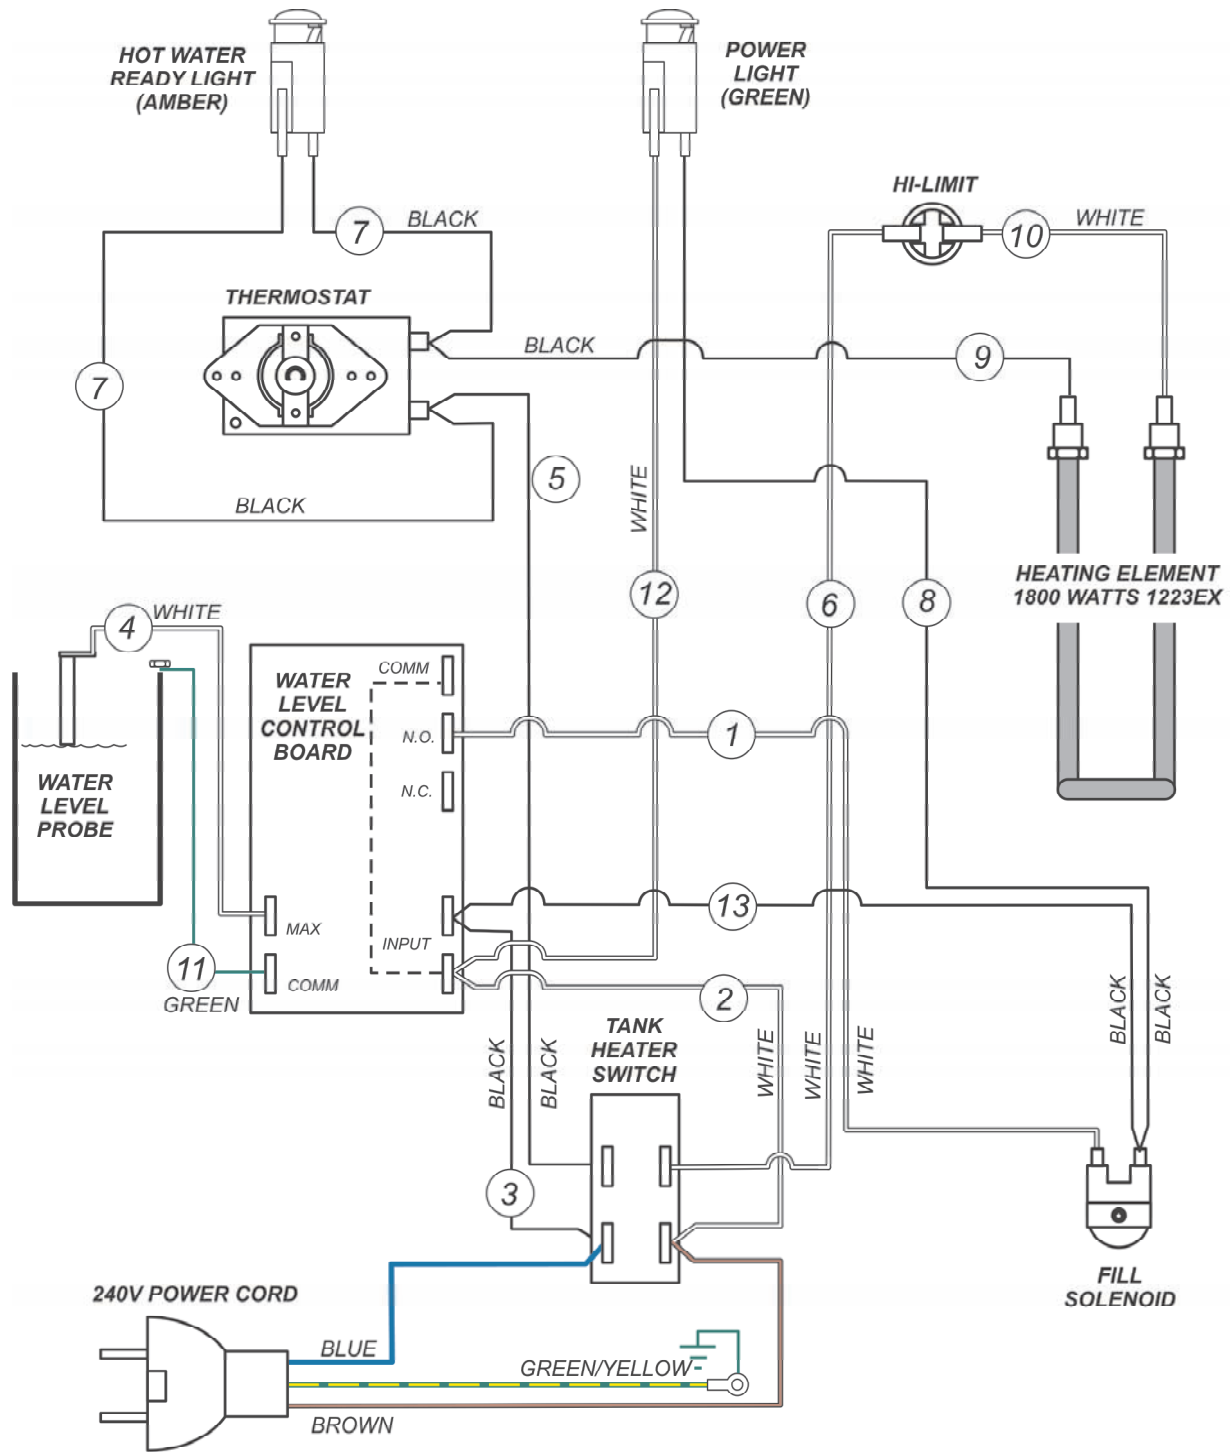 HOT WATER
READY LIGHT
(AMBER)
POWER
LIGHT
(GREEN)
HI-LIMIT
7
BLACK
10
WHITE
THERMOSTAT
BLACK
9
7
5
BLACK
WHITE
12
6
8
HEATING ELEMENT
1800 WATTS 1223EX
4
WHITE
WATER
LEVEL
CONTROL
BOARD
COMM
N.O.
N.C.
1
WATER
LEVEL
PROBE
MAX
INPUT
13
11
COMM
GREEN
2
TANK
HEATER
SWITCH
BLACK
BLACK
WHITE
WHITE
WHITE
BLACK
BLACK
3
FILL
SOLENOID
240V POWER CORD
BLUE
GREEN/YELLOW
BROWN